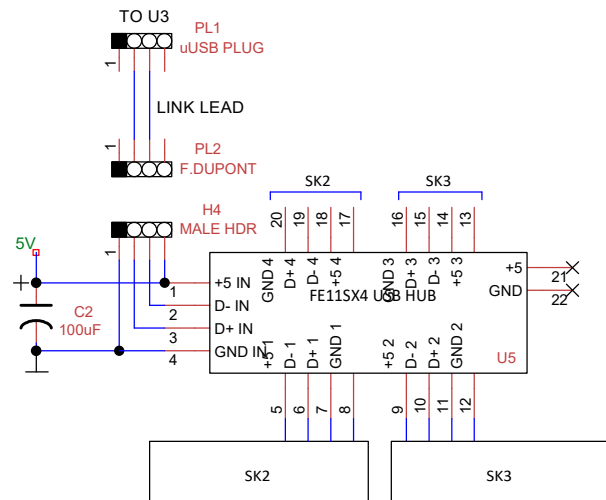 TO U3
PL1
uUSB PLUG
1
LINK LEAD
PL2
F.DUPONT
1
SK2
SK3
H4
MALE HDR
1
20
19
18
17
16
15
14
13
5V
+
C2
100uF
1
2
3
4
+5 IN
D- IN
D+ IN
GND IN
GND 4
D+ 4
D- 4
+5 4
GND 3
D+ 3
D- 3
+5 3
FE11SX4 USB HUB
+5
GND
21
22
+5 1
D- 1
D+ 1
GND 1
+5 2
D- 2
D+ 2
GND 2
U5
5
6
7
8
9
10
11
12
SK2
SK3